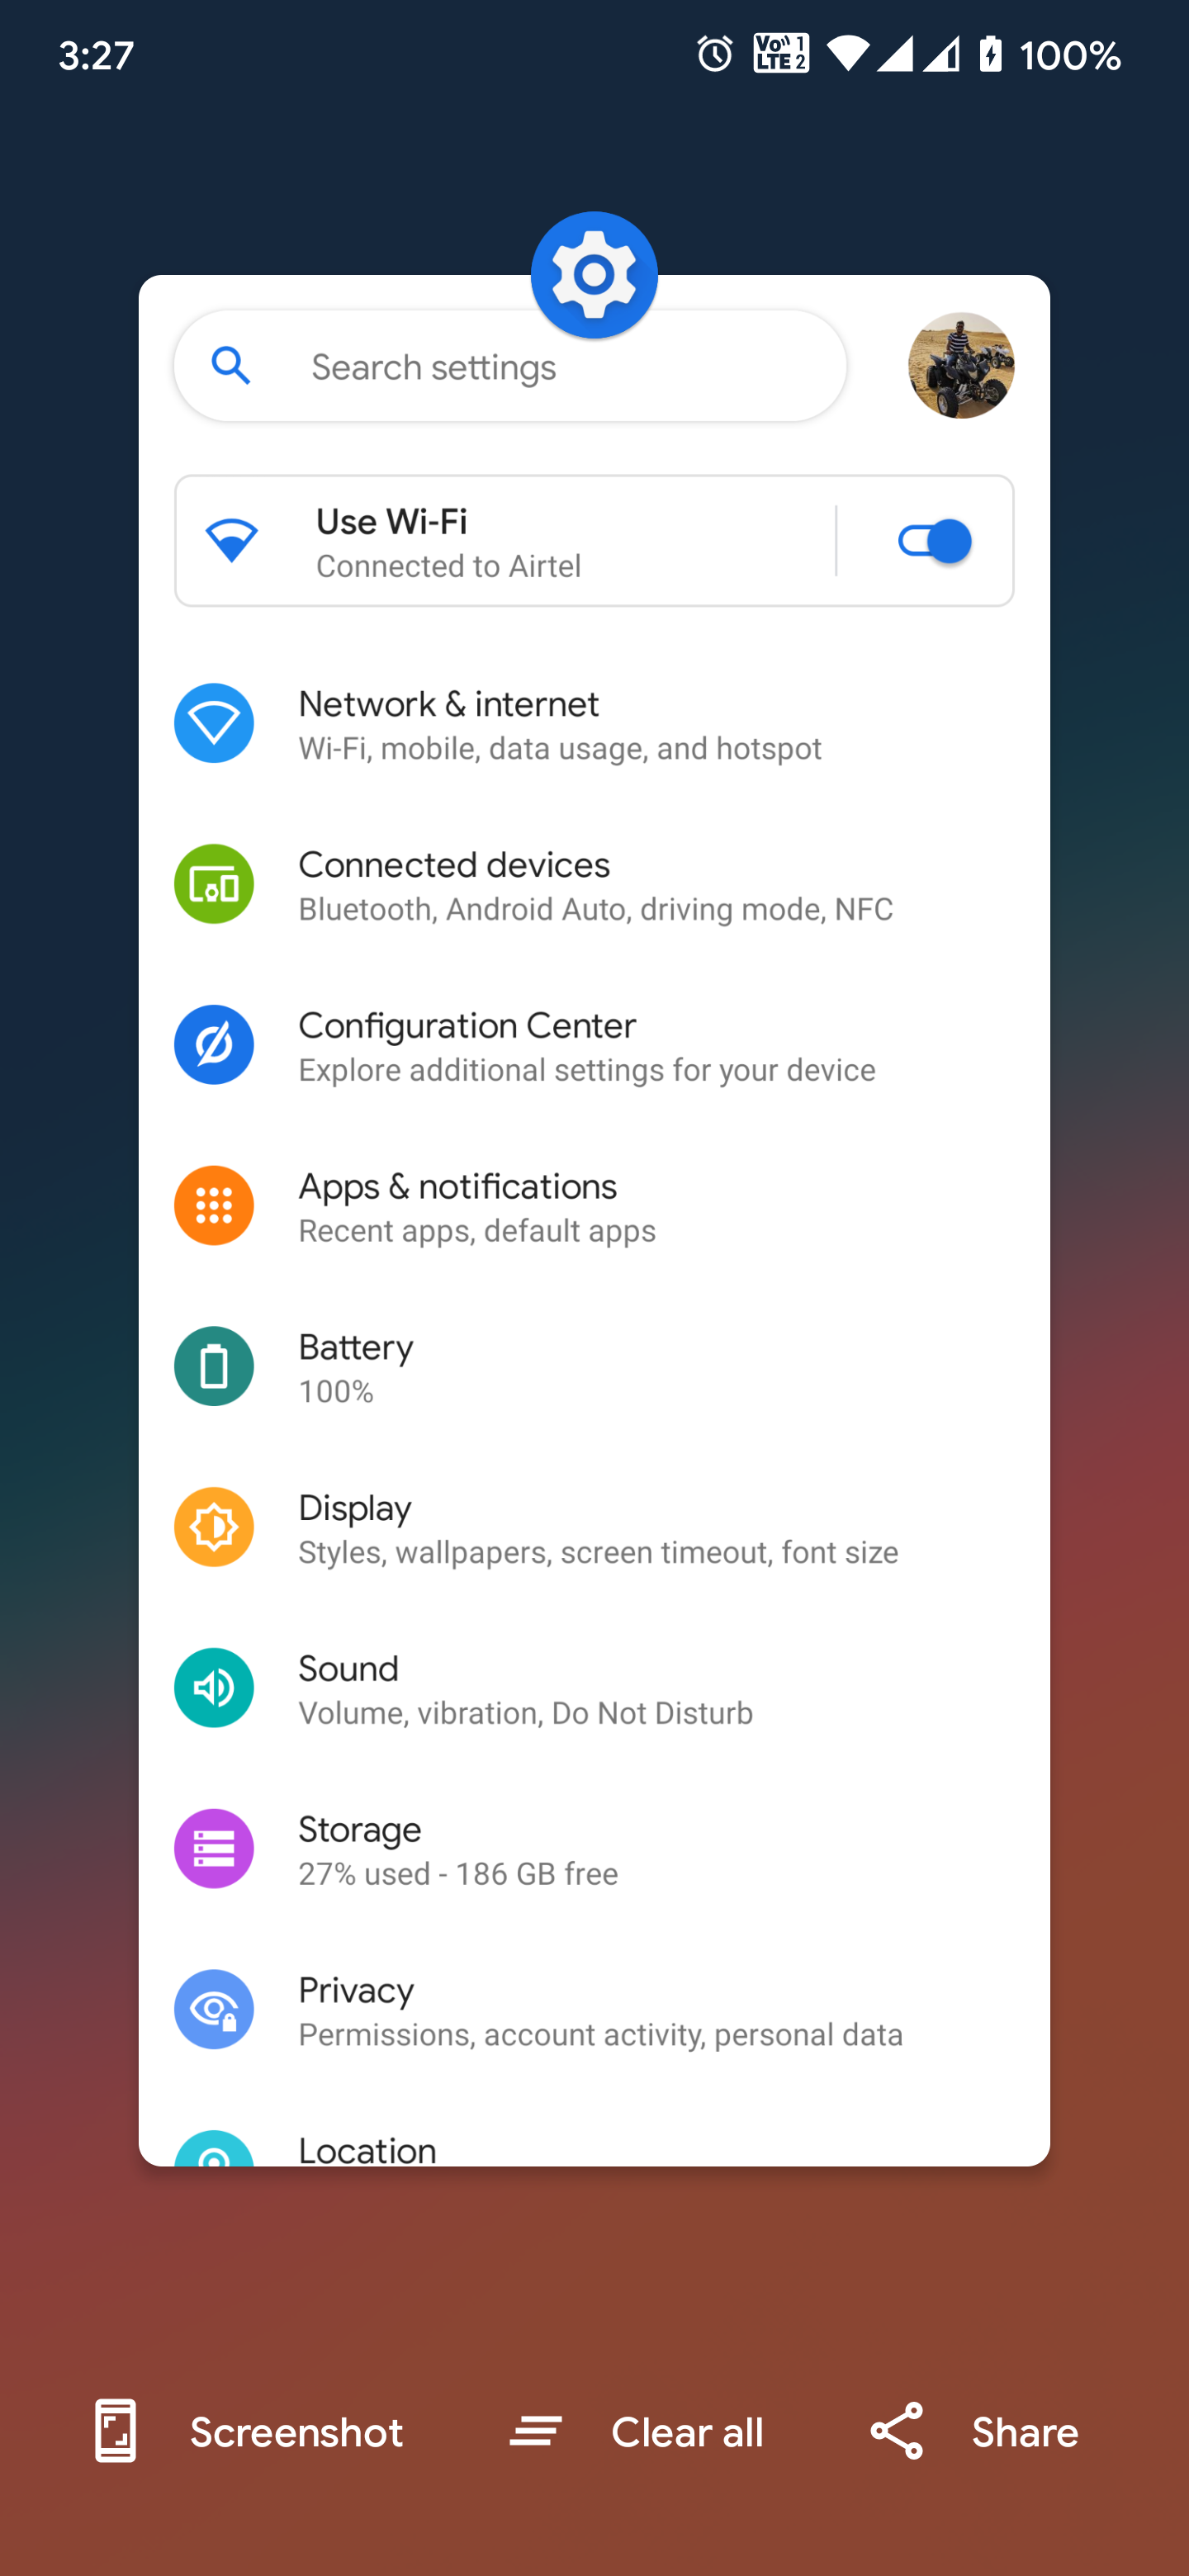 3:27
Vo)) 1
LTE 2
100%
Search settings
Use Wi-Fi
Connected to Airtel
Network & internet
Wi-Fi, mobile, data usage, and hotspot
Connected devices
Bluetooth, Android Auto, driving mode, NFC
Configuration Center
Explore additional settings for your device
Apps & notifications
Recent apps, default apps
Battery
100%
Display
Styles, wallpapers, screen timeout, font size
Sound
Volume, vibration, Do Not Disturb
Storage
27% used - 186 GB free
Privacy
Permissions, account activity, personal data
Location
Screenshot
Clear all
Share